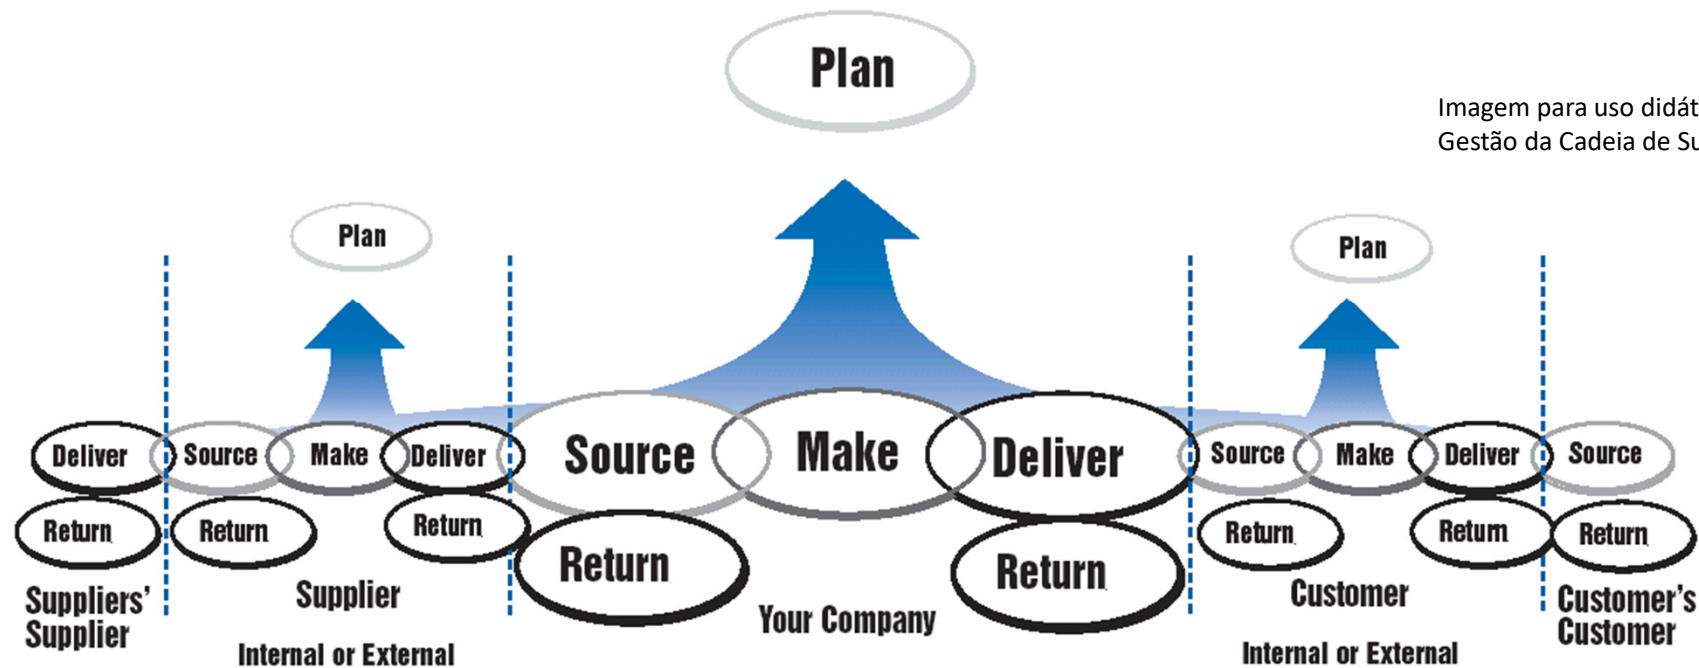 Plan
Imagem para uso didát
Gestão da Cadeia de Su
Plan
Plan
Deliver
Source
Make
Deliver
Source
Make
Deliver
Source
Make
Deliver
Source
Return
Return
Return
Return
Return
Return
Return
Return
Suppliers'
Supplier
Supplier
Internal or External
Your Company
Customer
Internal or External
Customer's
Customer